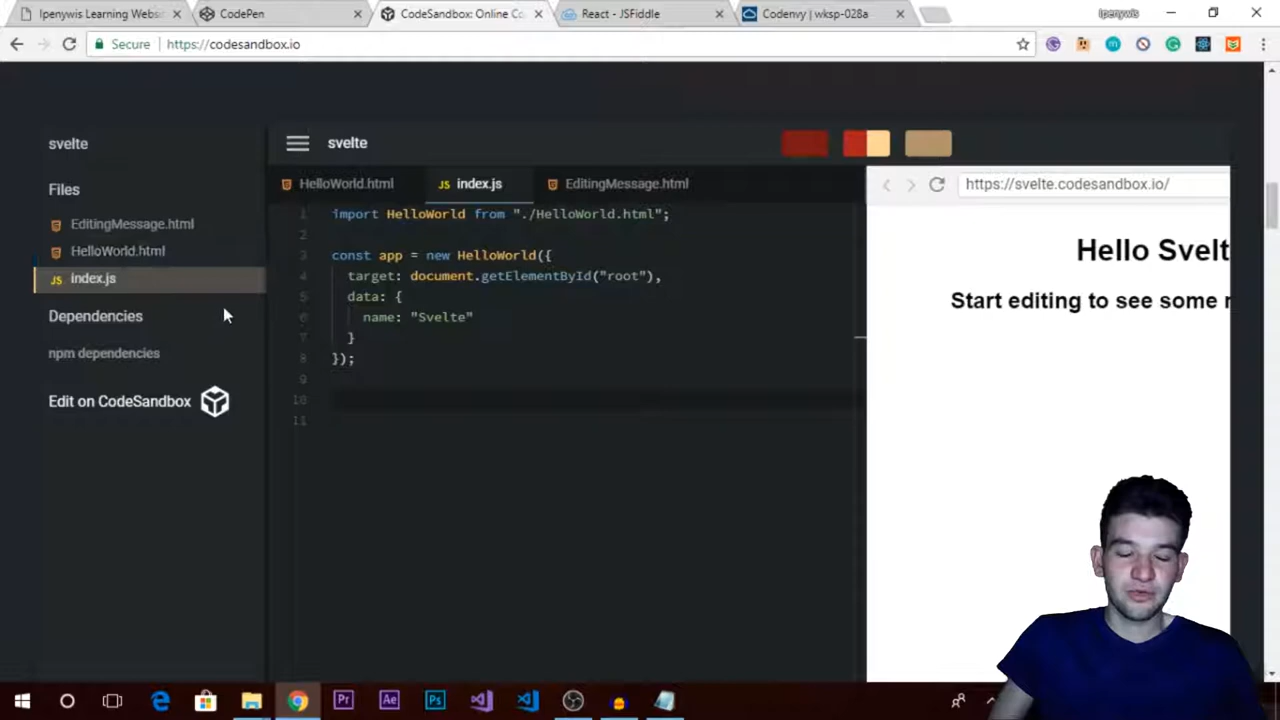 Ipenywis Learning Websi
CodePen
CodeSandbox: Online Co
React - JSFiddle
Codenvy | wksp-028a
Ipenywis
Secure
https://codesandbox.io
svelte
Files
EditingMessage.html
HelloWorld.html
index.js
Dependencies
npm dependencies
Edit on CodeSandbox
svelte
HelloWorld.html
JS index.js
EditingMessage.html
1 import HelloWorld from "./HelloWorld.html";
2
3 const app = new HelloWorld({
4 target: document.getElementById("root"),
5 data: {
6 name: "Svelte"
7 }
8 });
9
10
11
https://svelte.codesandbox.io/
Hello Svelt
Start editing to see some
Pr
Ae
Ps